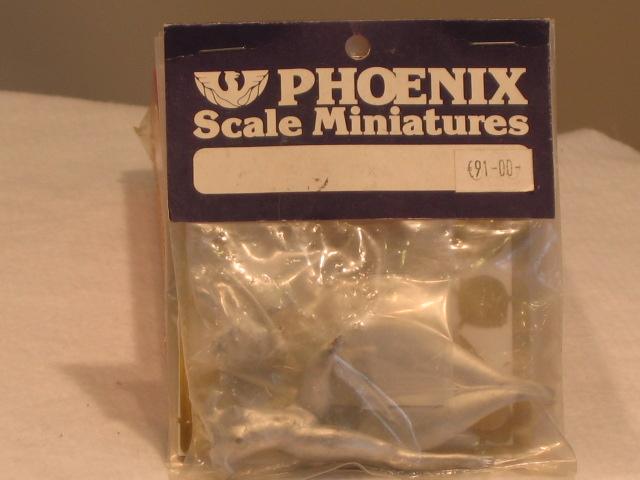 PHOENIX
Scale Miniatures
€91-00-